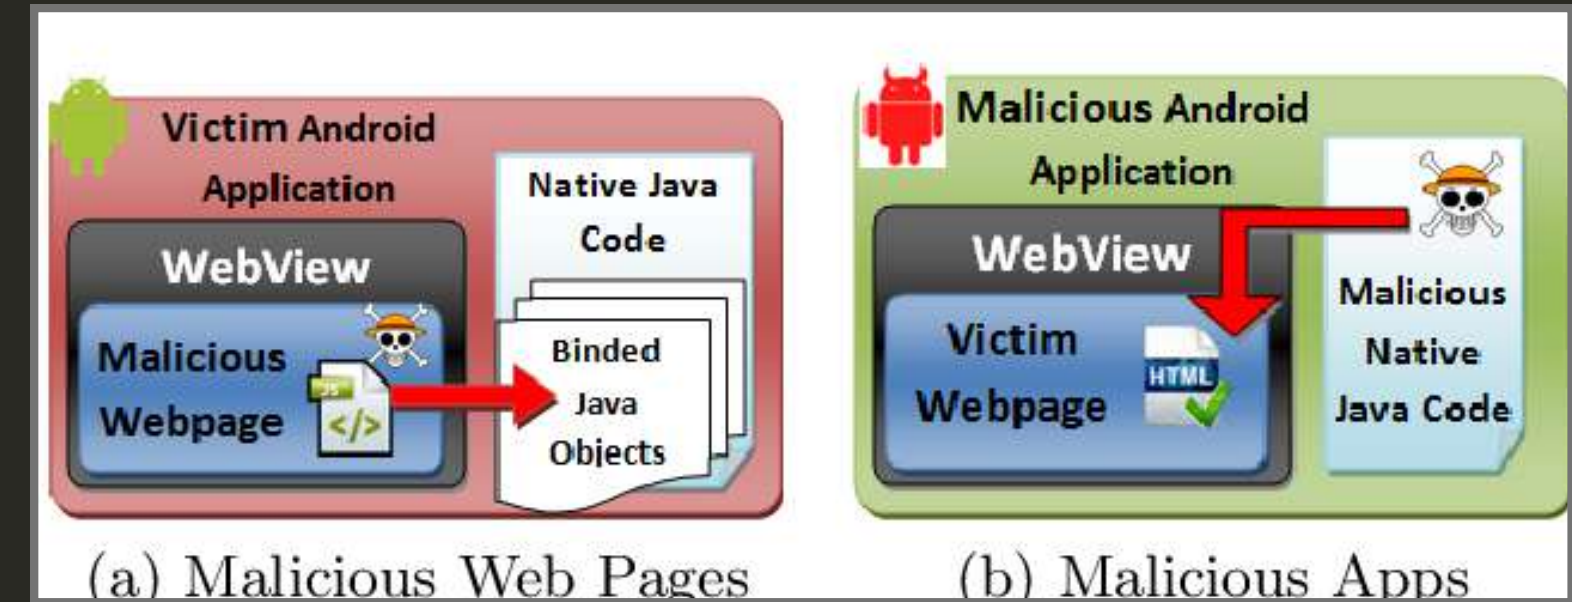 Victim Android
Application
WebView
Malicious
Webpage
JS
</>
Native Java
Code
Binded
Java
Objects
(a) Malicious Web Pages
Malicious Android
Application
WebView
Victim
Webpage
HTML
Malicious
Native
Java Code
(b) Malicious Apps